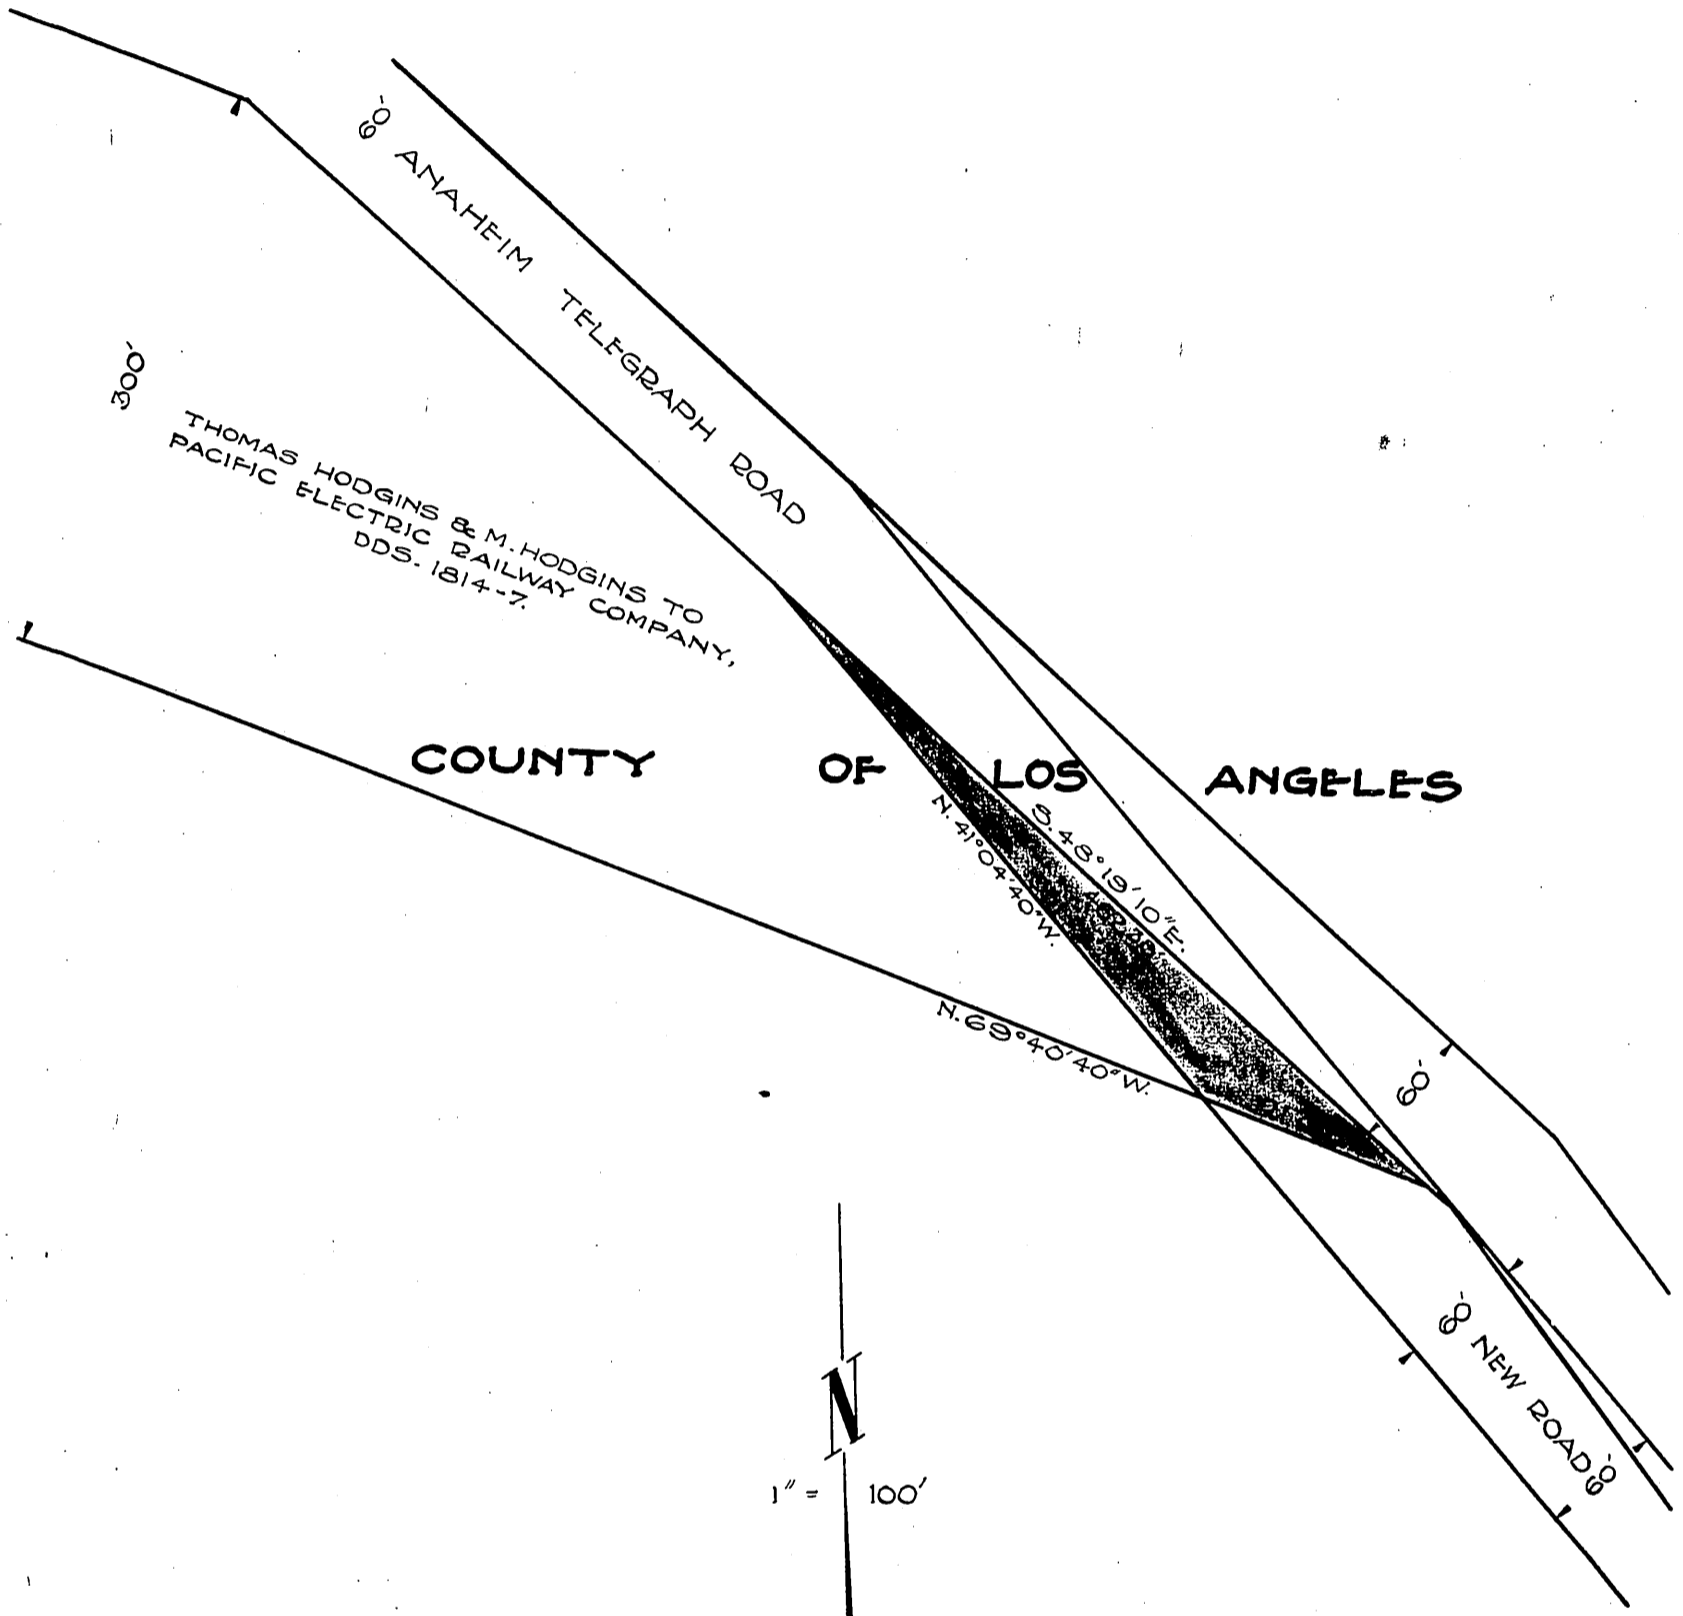 60'
ANAHEIM TELEGRAPH ROAD
300'
THOMAS HODGINS & M. HODGINS TO
PACIFIC ELECTRIC RAILWAY COMPANY,
DDS. 1814-7.
COUNTY OF LOS ANGELES
S. 48° 19' 10" E.
N. 41° 04' 40" W.
N. 69° 40' 40" W.
60'
60'
NEW ROAD
60'
N
1" = 100'